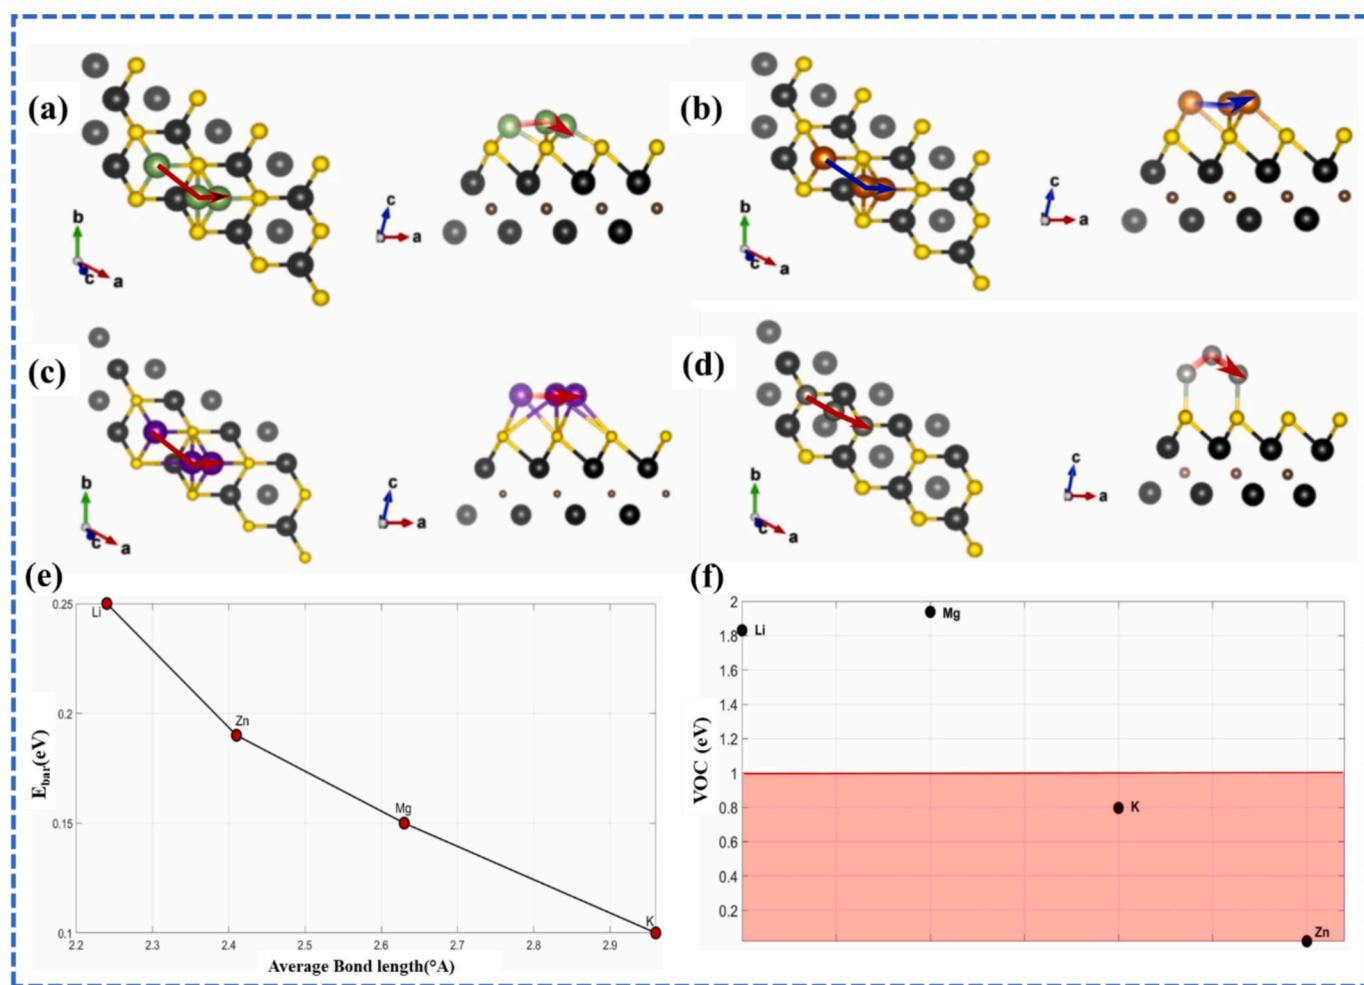 (a)
b
c
a
c
a
(b)
b
c
a
c
a
(c)
b
c
a
c
a
(d)
b
c
a
c
a
(e)
0.25
0.2
0.15
0.1
E_bar(eV)
Li
Zn
Mg
K
2.2 2.3 2.4 2.5 2.6 2.7 2.8 2.9
Average Bond length(°A)
(f)
2
1.8
1.6
1.4
1.2
1
0.8
0.6
0.4
0.2
VOC (eV)
Li
Mg
K
Zn